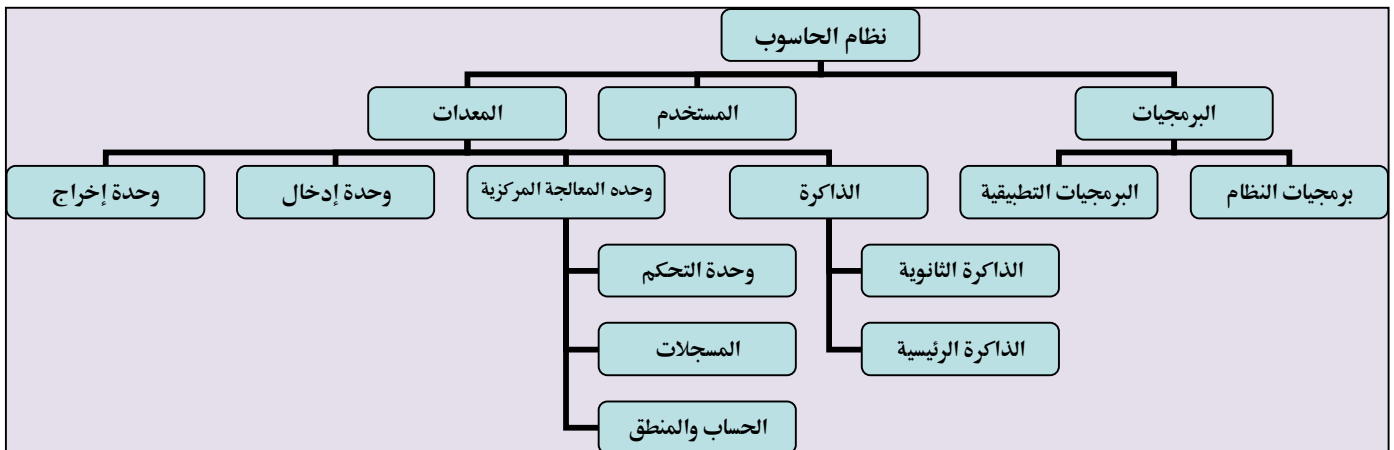 نظام الحاسوب
البرمجيات
المستخدم
المعدات
برمجيات النظام
البرمجيات التطبيقية
الذاكرة
وحده المعالجة المركزية
وحدة إدخال
وحدة إخراج
الذاكرة الثانوية
وحدة التحكم
الذاكرة الرئيسية
المسجلات
الحساب والمنطق